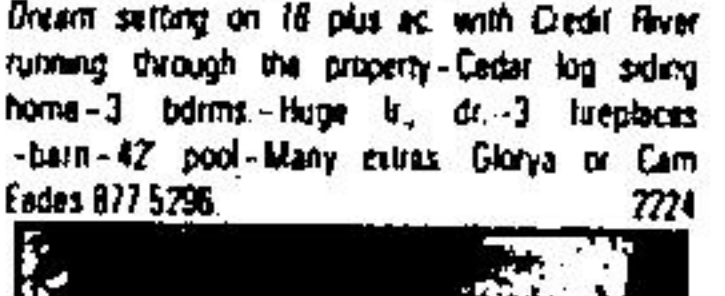 Dream setting on 18 plus ac. with Credit River
running through the property-Cedar log siding
home-3 bdrms.-Huge lr., dr.-3 fireplaces
-barn-42' pool-Many extras Glorya or Cam
Eades 877 5296. 2224